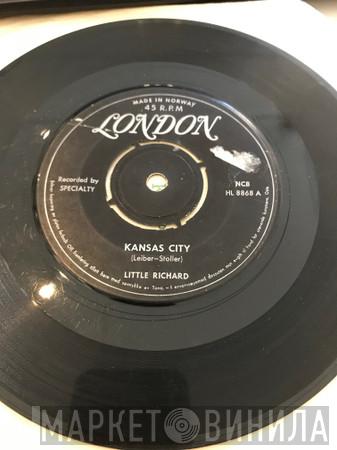 MADE IN NORWAY
45 R.P.M
LONDON
Recorded by
SPECIALTY
NCB
HL 8868 A
KANSAS CITY
(Leiber-Stoller)
LITTLE RICHARD
МАРКЕТ ВИНИЛА